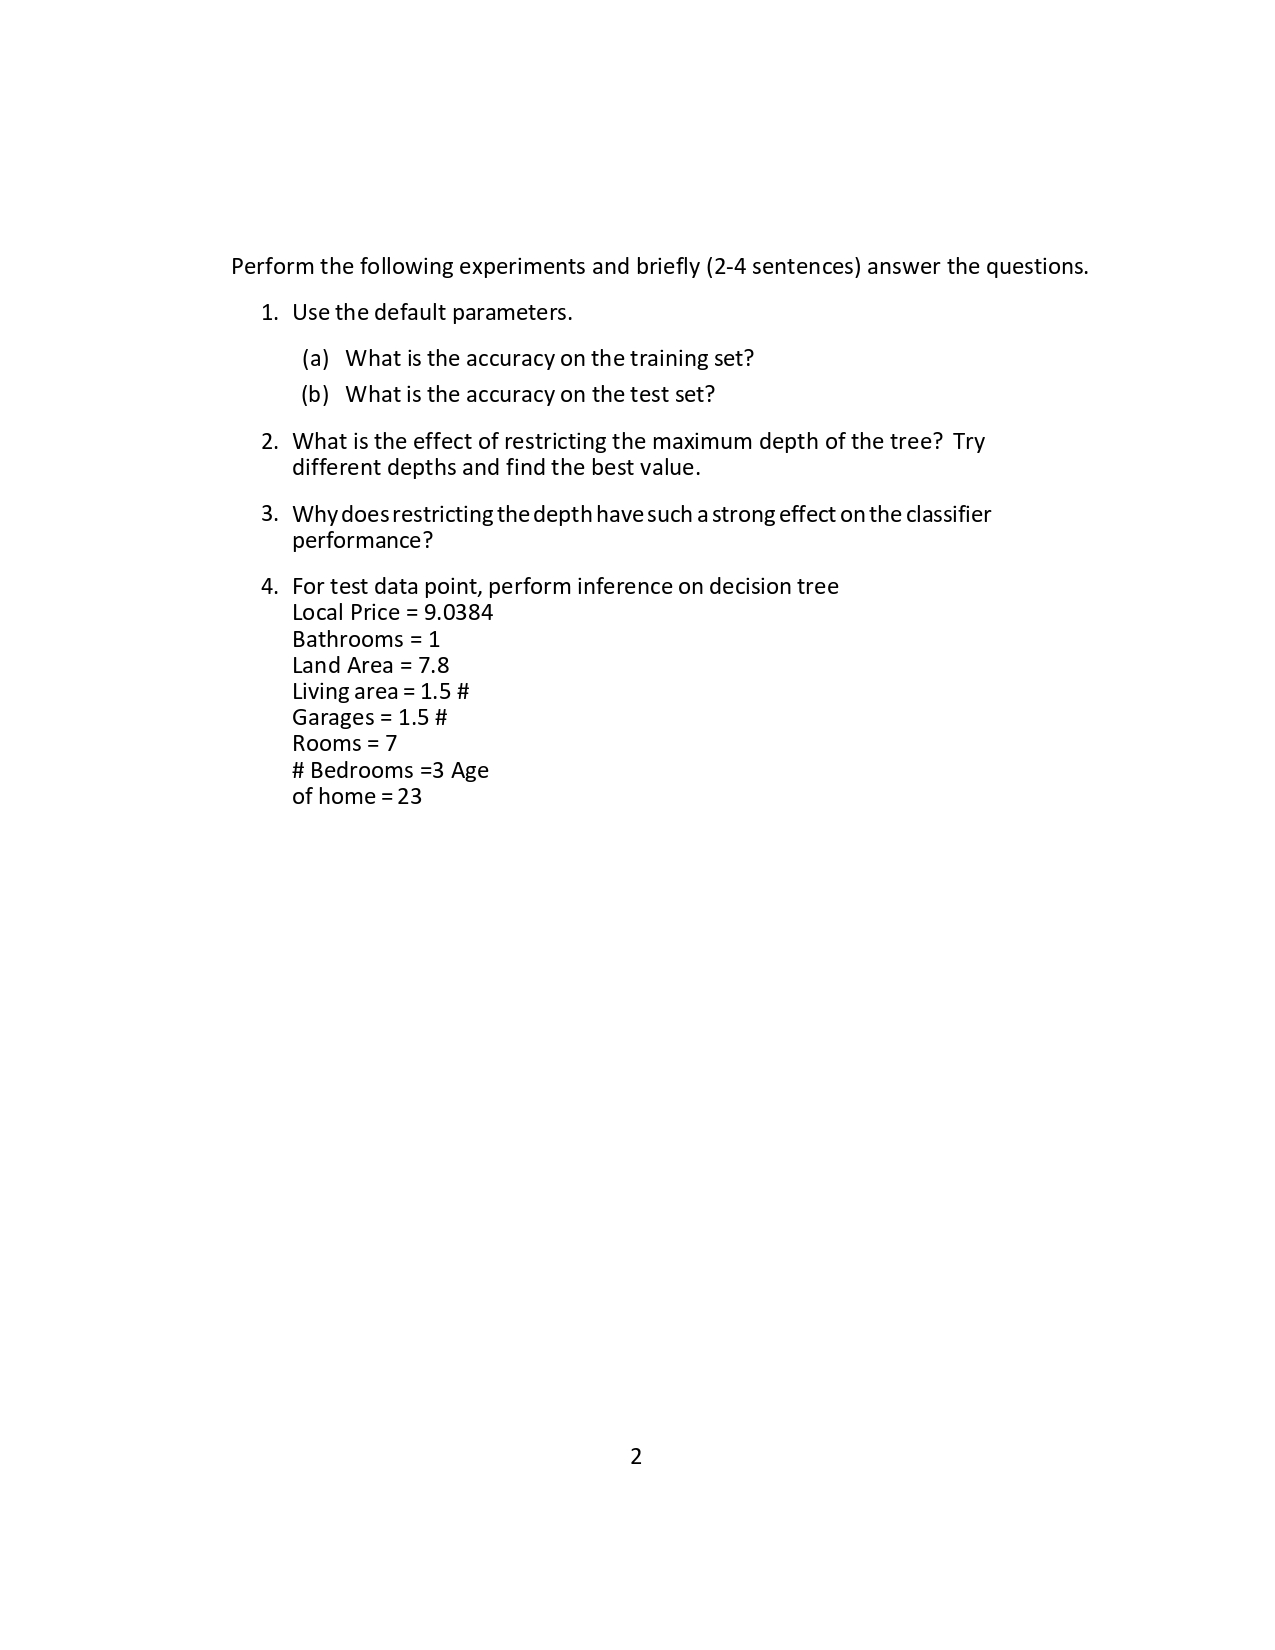 Perform the following experiments and briefly (2-4 sentences) answer the questions.
1. Use the default parameters.
(a) What is the accuracy on the training set?
(b) What is the accuracy on the test set?
2. What is the effect of restricting the maximum depth of the tree? Try
different depths and find the best value.
3. Why does restricting the depth have such a strong effect on the classifier
performance?
4. For test data point, perform inference on decision tree
Local Price = 9.0384
Bathrooms = 1
Land Area = 7.8
Living area = 1.5 #
Garages = 1.5 #
Rooms = 7
# Bedrooms =3 Age
of home = 23
2